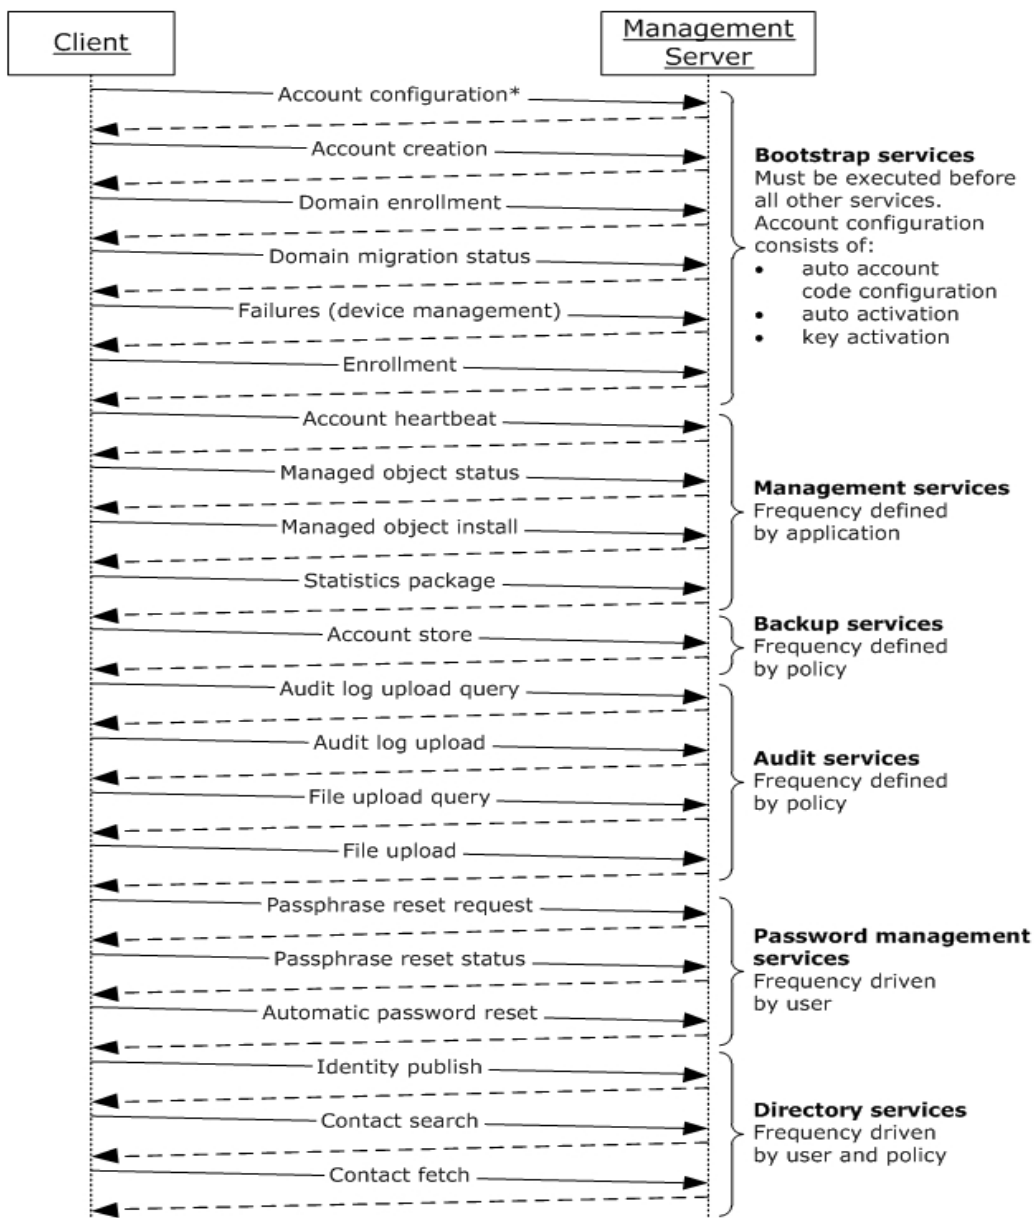 Client
Management
Server
Account configuration*
Account creation
Domain enrollment
Domain migration status
Failures (device management)
Enrollment
Bootstrap services
Must be executed before
all other services.
Account configuration
consists of:
• auto account
code configuration
• auto activation
• key activation
Account heartbeat
Managed object status
Managed object install
Statistics package
Management services
Frequency defined
by application
Account store
Backup services
Frequency defined
by policy
Audit log upload query
Audit log upload
File upload query
File upload
Audit services
Frequency defined
by policy
Passphrase reset request
Passphrase reset status
Automatic password reset
Password management
services
Frequency driven
by user
Identity publish
Contact search
Contact fetch
Directory services
Frequency driven
by user and policy